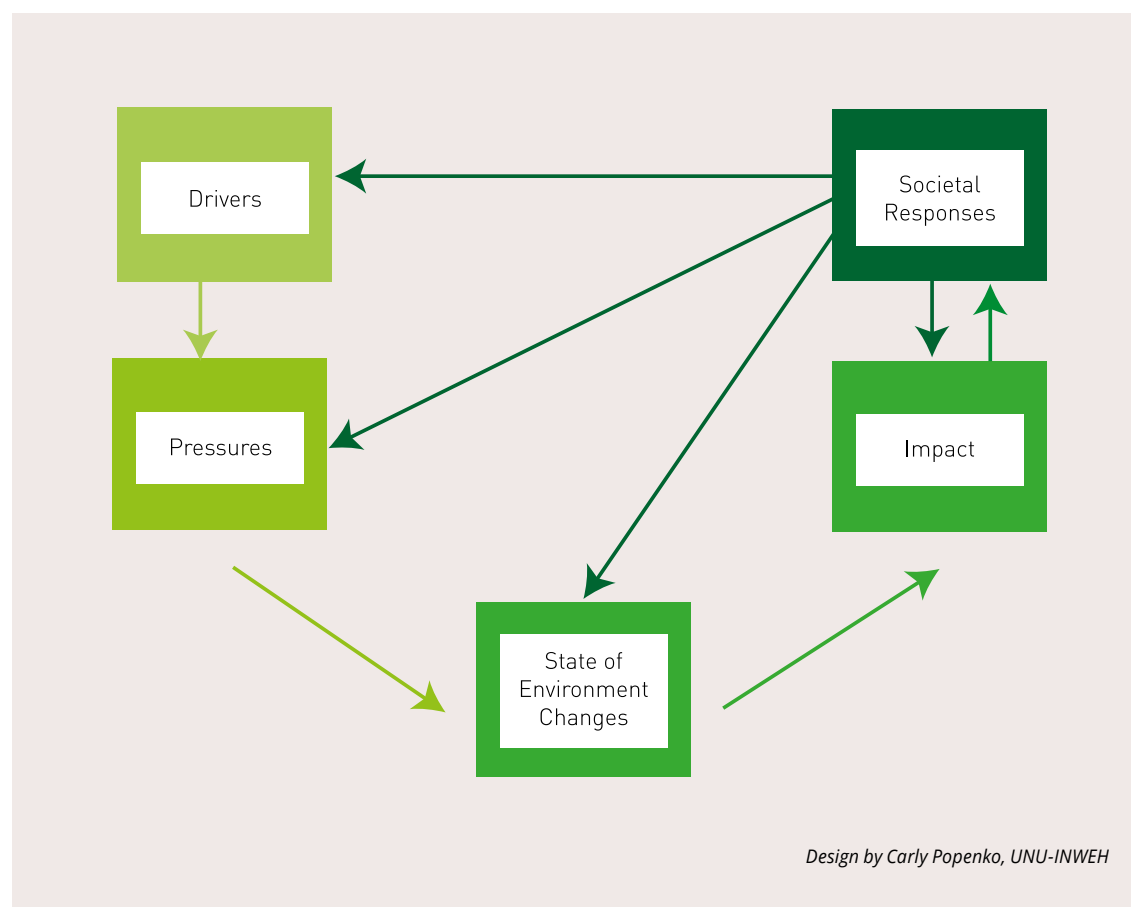 Drivers
Societal
Responses
Pressures
Impact
State of
Environment
Changes
Design by Carly Popenko, UNU-INWEH